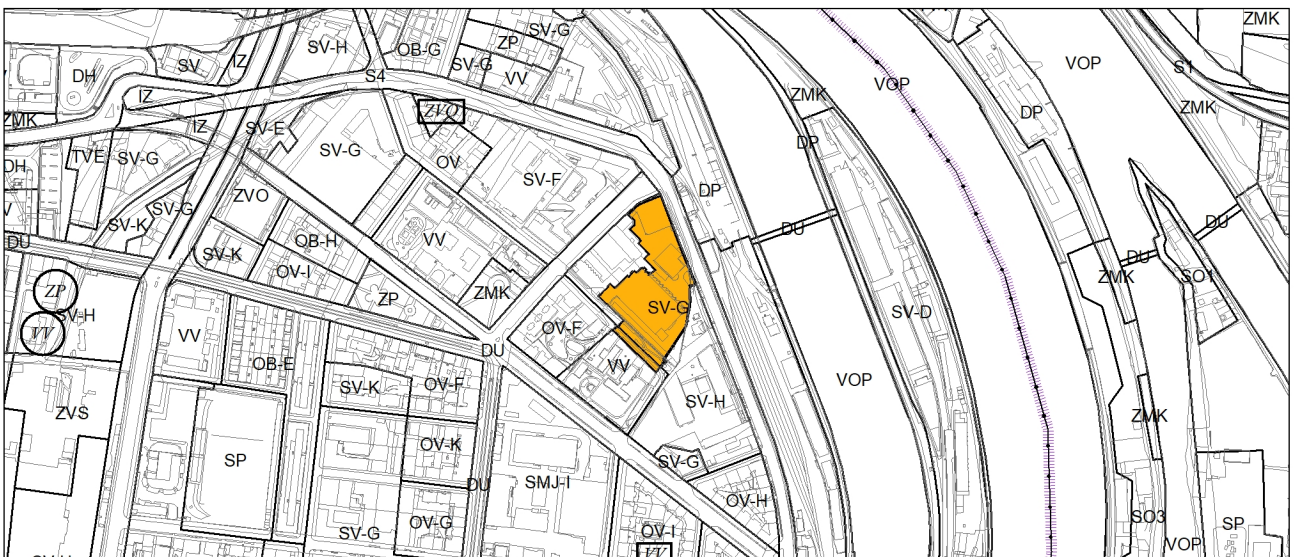 SV-G
ZMK
SV-H
OB-G
ZP
SV-G
VV
SV
IZ
DH
S4
VOP
VOP
S1
ZMK
ZMK
DP
IZ
ZVO
ZMK
IZ
SV-E
DP
TVE
SV-G
SV-G
OV
SV-F
DP
DH
V
ZVO
SV-K
SV-G
DU
DU
DU
SV-K
OB-H
VV
OV-I
DU
ZMK
SO1
ZP
SV-H
ZP
ZMK
SV-G
SV-D
VV
VV
OV-F
DU
OB-E
VV
VOP
SV-K
OV-F
SV-H
ZVS
ZMK
OV-K
SP
SV-G
DU
SMJ-I
OV-H
SV-G
OV-G
OV-I
SO3
SP
VOP
VV